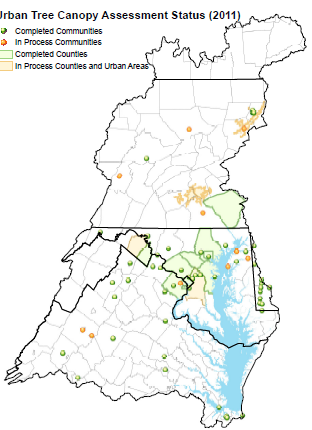 Urban Tree Canopy Assessment Status (2011)
Completed Communities
In Process Communities
Completed Counties
In Process Counties and Urban Areas